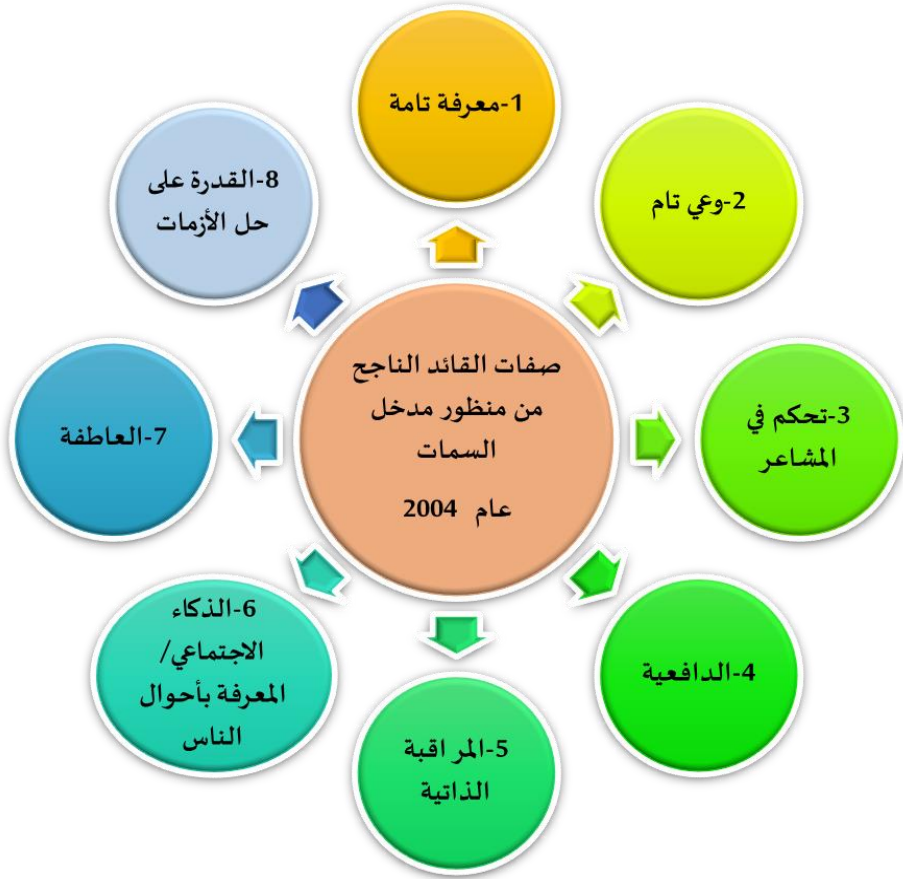 صفات القائد الناجح
من منظور مدخل
السمات
عام 2004
1-معرفة تامة
2-وعي تام
3-تحكم في
المشاعر
4-الدافعية
5-المراقبة
الذاتية
6-الذكاء
الاجتماعي/
المعرفة بأحوال
الناس
7-العاطفة
8-القدرة على
حل الأزمات